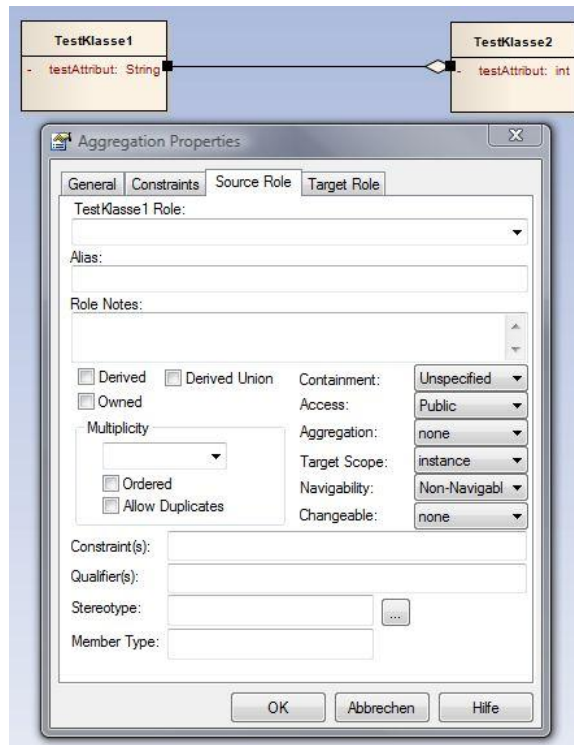 TestKlasse1
- testAttribut: String
TestKlasse2
- testAttribut: int
Aggregation Properties
General Constraints Source Role Target Role
TestKlasse1 Role:
Alias:
Role Notes:
Derived Derived Union
Owned
Multiplicity
Ordered
Allow Duplicates
Containment: Unspecified
Access: Public
Aggregation: none
Target Scope: instance
Navigability: Non-Navigabl
Changeable: none
Constraint(s):
Qualifier(s):
Stereotype: ...
Member Type:
OK Abbrechen Hilfe